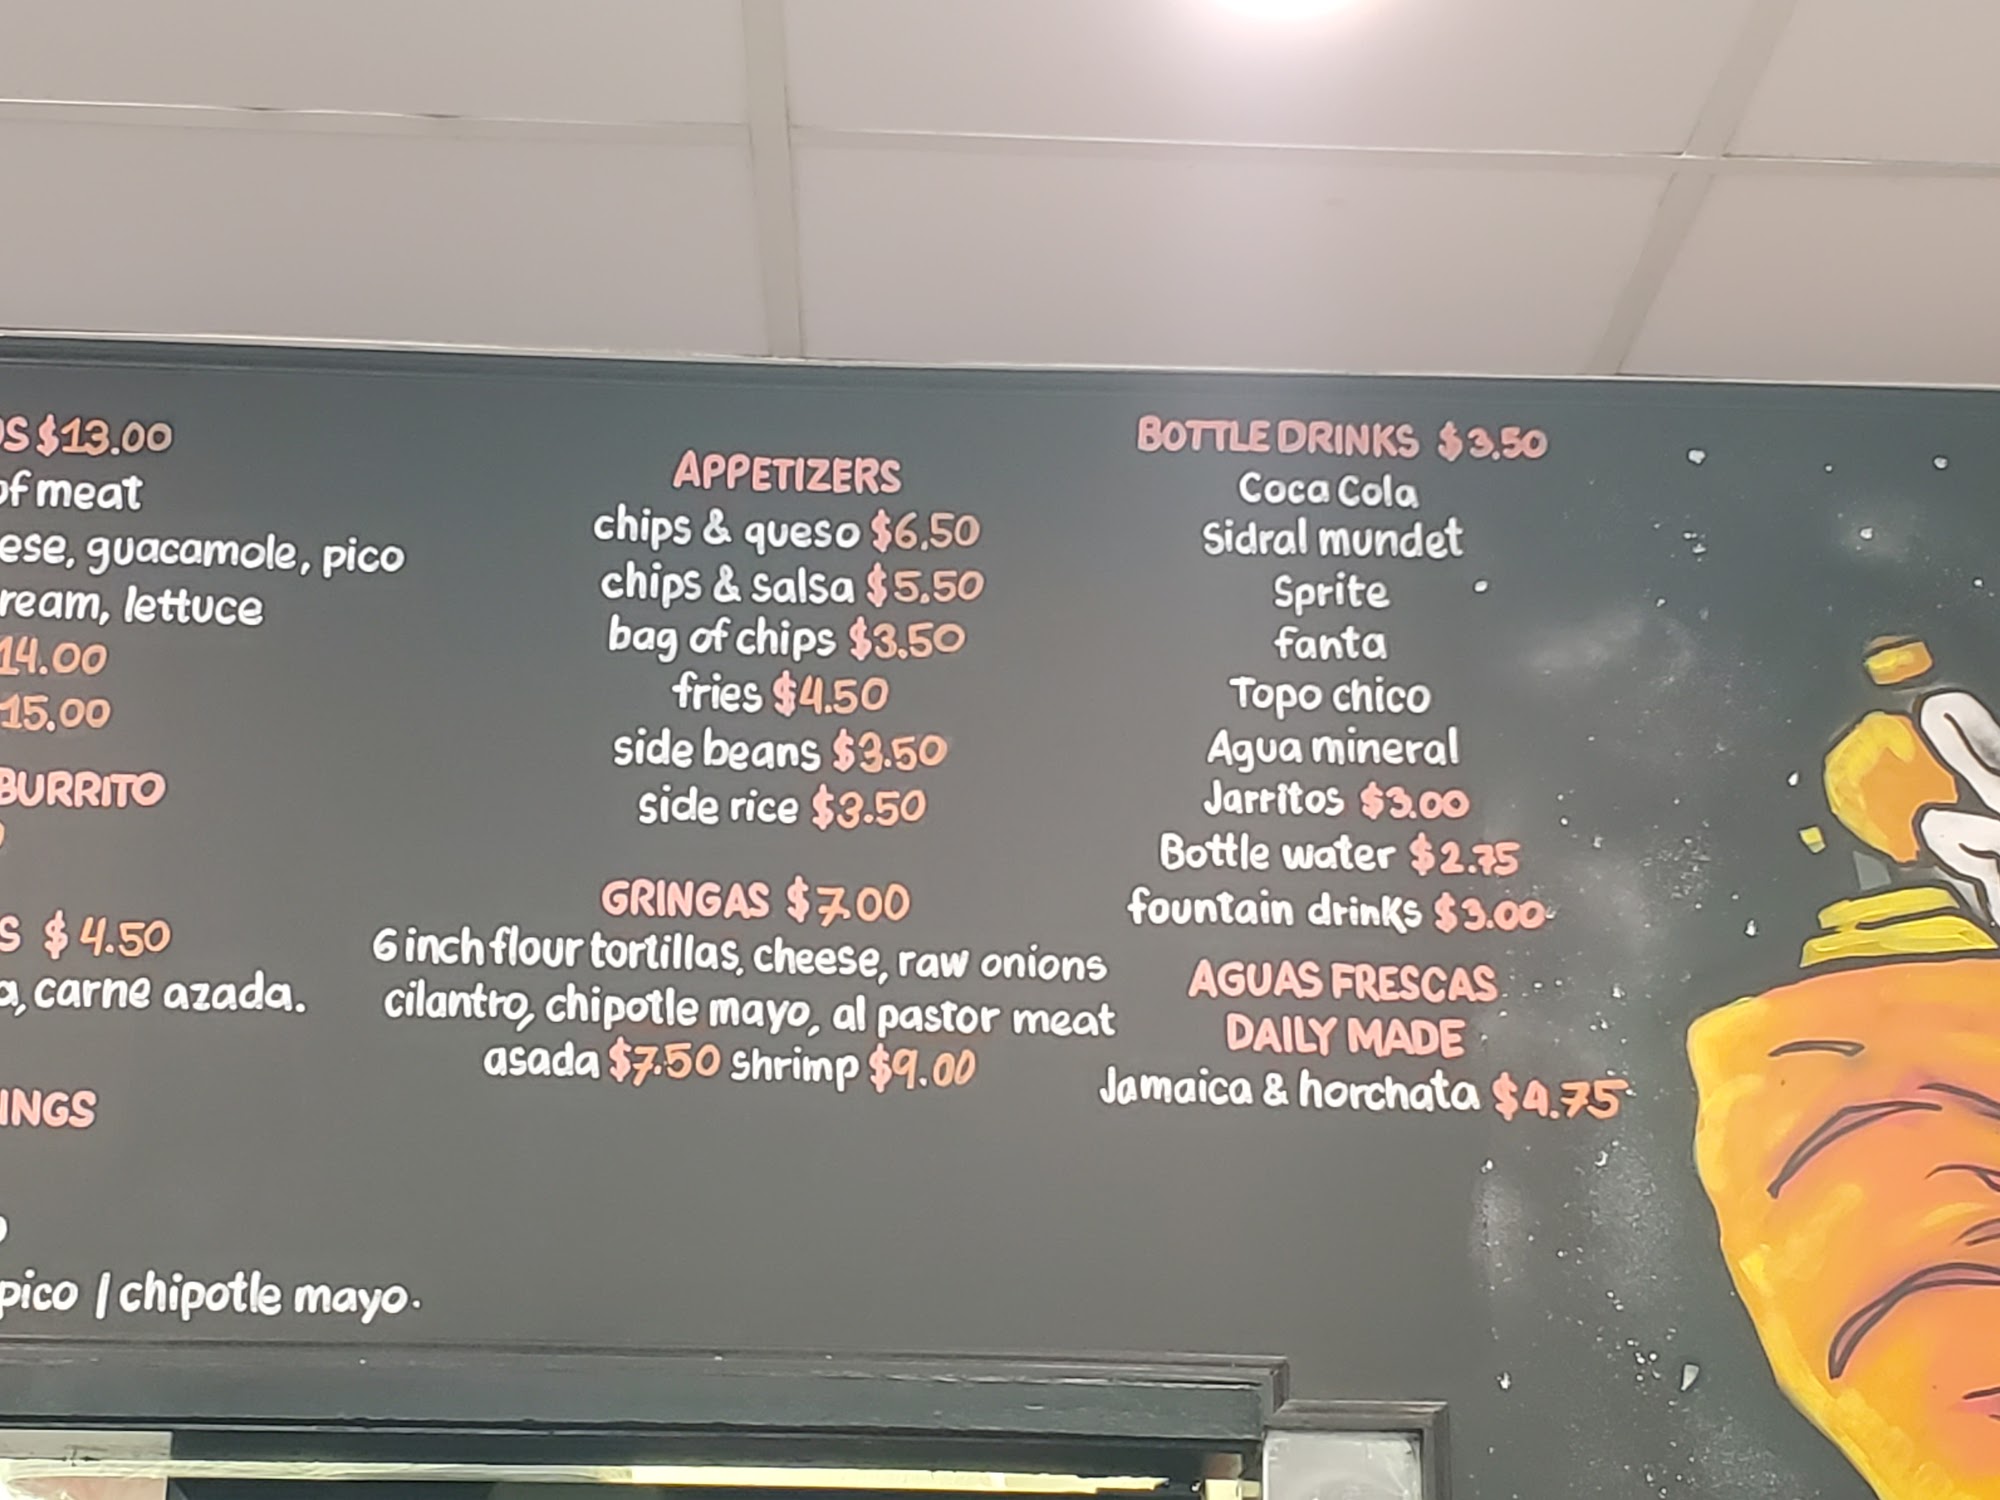 OS $13.00
of meat
ese, guacamole, pico
ream, lettuce
14.00
15.00
BURRITO
S $4.50
a, carne azada.
INGS
pico / chipotle mayo.
APPETIZERS
chips & queso $6.50
chips & salsa $5.50
bag of chips $3.50
fries $4.50
side beans $3.50
side rice $3.50
GRINGAS $7.00
6 inch flour tortillas, cheese, raw onions
cilantro, chipotle mayo, al pastor meat
asada $7.50 shrimp $9.00
BOTTLE DRINKS $3.50
Coca Cola
Sidral mundet
Sprite
fanta
Topo chico
Agua mineral
Jarritos $3.00
Bottle water $2.75
fountain drinks $3.00
AGUAS FRESCAS
DAILY MADE
Jamaica & horchata $4.75